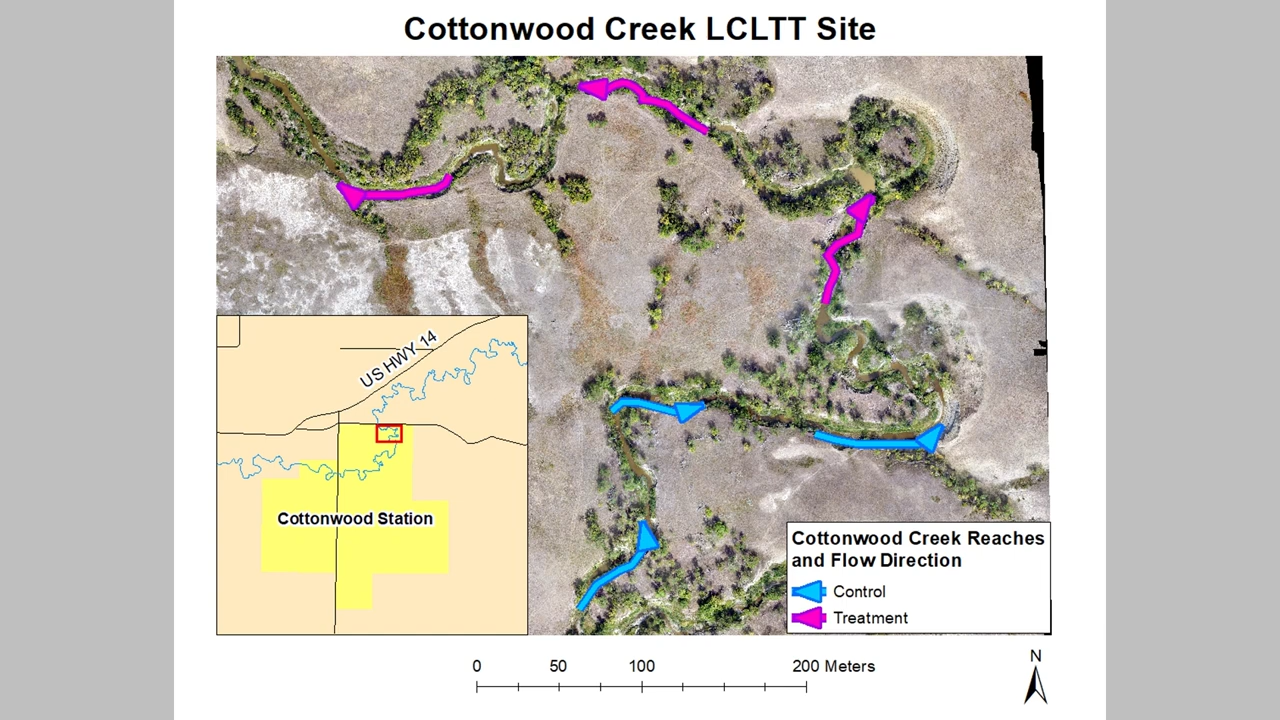 Cottonwood Creek LCLTT Site
US HWY 14
Cottonwood Station
Cottonwood Creek Reaches
and Flow Direction
Control
Treatment
0 50 100 200 Meters
N